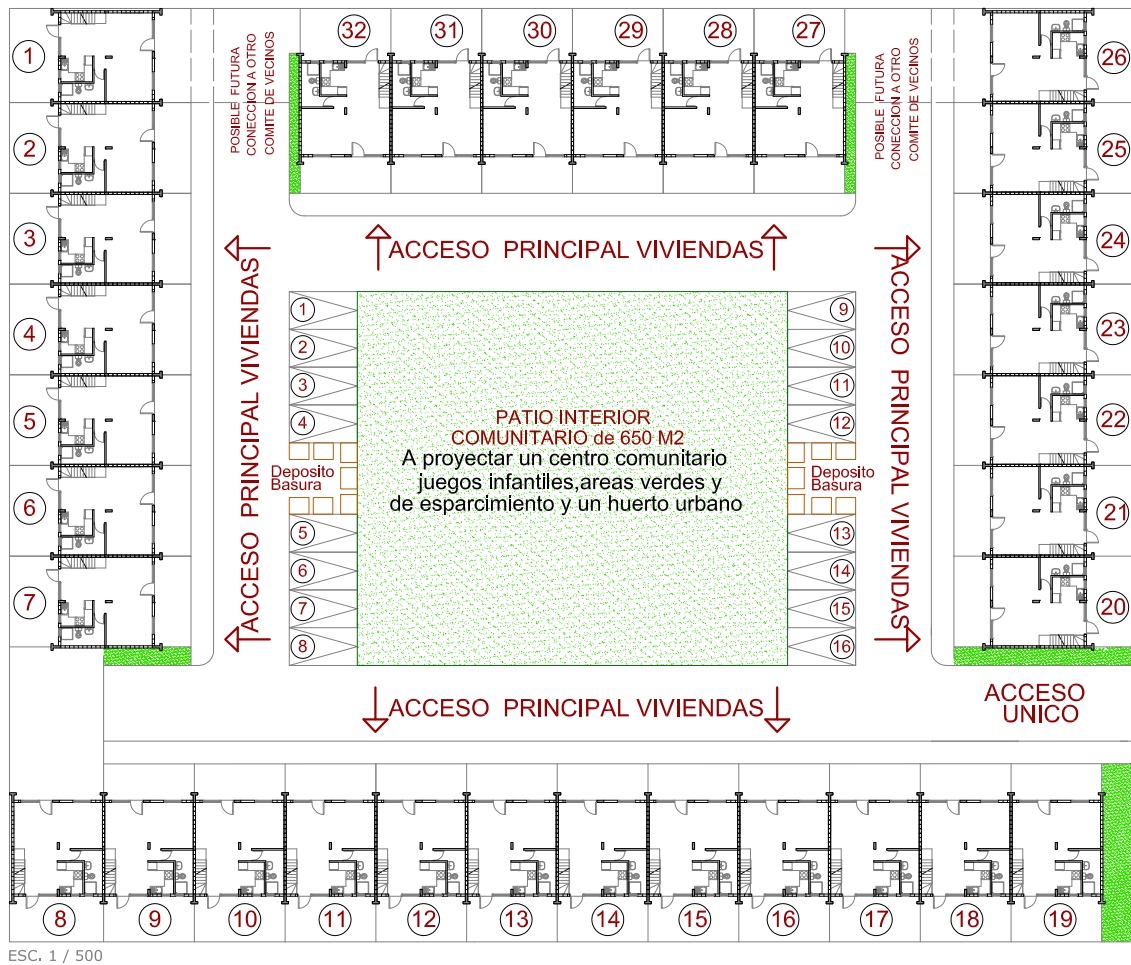 32
31
30
29
28
27
1
2
3
4
5
6
7
26
25
24
23
22
21
20
POSIBLE FUTURA
CONECCION A OTRO
COMITE DE VECINOS
POSIBLE FUTURA
CONECCION A OTRO
COMITE DE VECINOS
ACCESO PRINCIPAL VIVIENDAS
ACCESO PRINCIPAL VIVIENDAS
ACCESO PRINCIPAL VIVIENDAS
1
2
3
4
Deposito
Basura
5
6
7
8
PATIO INTERIOR
COMUNITARIO de 650 M2
A proyectar un centro comunitario
juegos infantiles,areas verdes y
de esparcimiento y un huerto urbano
9
10
11
12
Deposito
Basura
13
14
15
16
ACCESO PRINCIPAL VIVIENDAS
ACCESO
UNICO
8
9
10
11
12
13
14
15
16
17
18
19
ESC. 1 / 500